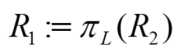 R₁ := π_L(R₂)